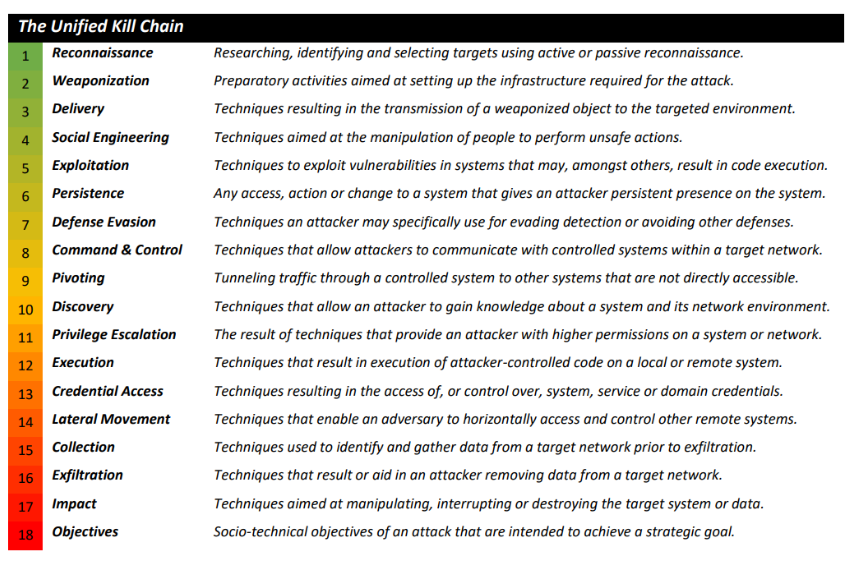 The Unified Kill Chain
1 Reconnaissance Researching, identifying and selecting targets using active or passive reconnaissance.
2 Weaponization Preparatory activities aimed at setting up the infrastructure required for the attack.
3 Delivery Techniques resulting in the transmission of a weaponized object to the targeted environment.
4 Social Engineering Techniques aimed at the manipulation of people to perform unsafe actions.
5 Exploitation Techniques to exploit vulnerabilities in systems that may, amongst others, result in code execution.
6 Persistence Any access, action or change to a system that gives an attacker persistent presence on the system.
7 Defense Evasion Techniques an attacker may specifically use for evading detection or avoiding other defenses.
8 Command & Control Techniques that allow attackers to communicate with controlled systems within a target network.
9 Pivoting Tunneling traffic through a controlled system to other systems that are not directly accessible.
10 Discovery Techniques that allow an attacker to gain knowledge about a system and its network environment.
11 Privilege Escalation The result of techniques that provide an attacker with higher permissions on a system or network.
12 Execution Techniques that result in execution of attacker-controlled code on a local or remote system.
13 Credential Access Techniques resulting in the access of, or control over, system, service or domain credentials.
14 Lateral Movement Techniques that enable an adversary to horizontally access and control other remote systems.
15 Collection Techniques used to identify and gather data from a target network prior to exfiltration.
16 Exfiltration Techniques that result or aid in an attacker removing data from a target network.
17 Impact Techniques aimed at manipulating, interrupting or destroying the target system or data.
18 Objectives Socio-technical objectives of an attack that are intended to achieve a strategic goal.